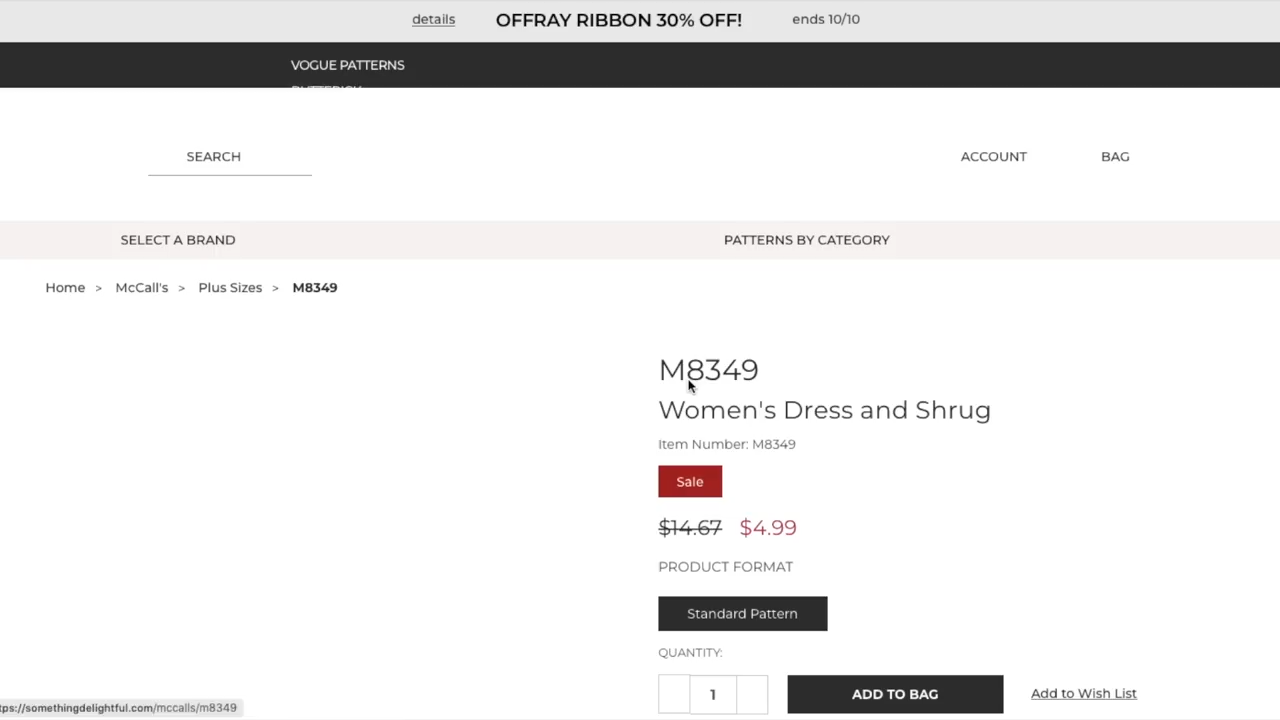 details OFFRAY RIBBON 30% OFF! ends 10/10
VOGUE PATTERNS
SEARCH ACCOUNT BAG
SELECT A BRAND PATTERNS BY CATEGORY
Home > McCall's > Plus Sizes > M8349
M8349
Women's Dress and Shrug
Item Number: M8349
Sale
$14.67 $4.99
PRODUCT FORMAT
Standard Pattern
QUANTITY:
1 ADD TO BAG Add to Wish List
tps://somethingdelightful.com/mccalls/m8349